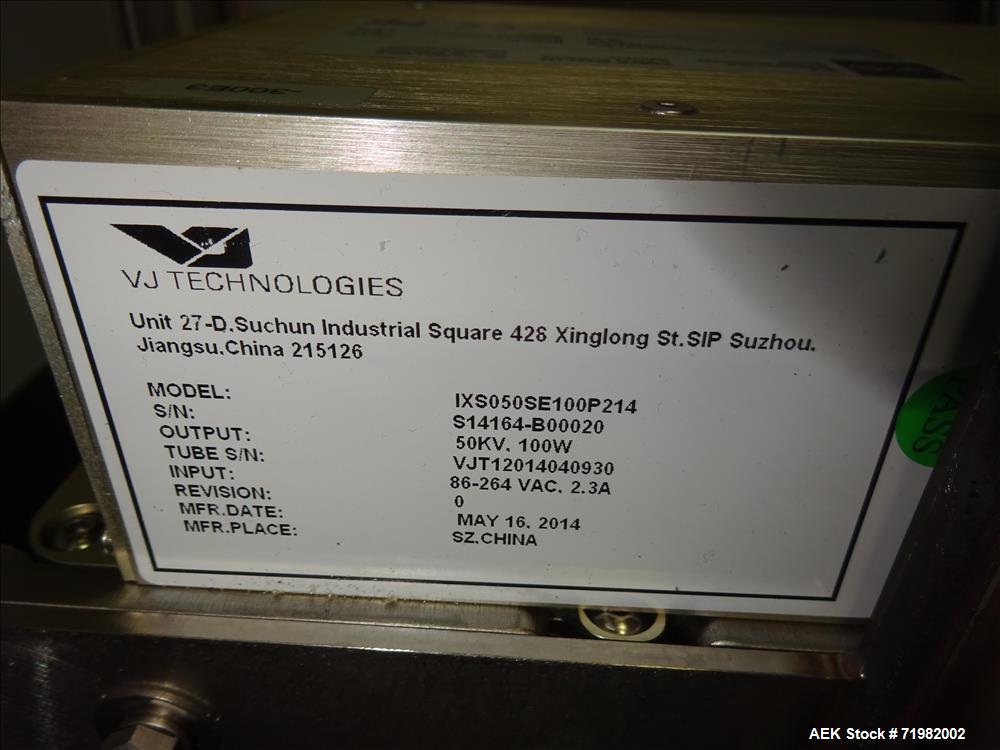 -300E3
VJ TECHNOLOGIES
Unit 27-D.Suchun Industrial Square 428 Xinglong St.SIP Suzhou.
Jiangsu.China 215126
MODEL: IXS050SE100P214
S/N: S14164-B00020
OUTPUT: 50KV. 100W
TUBE S/N: VJT12014040930
INPUT: 86-264 VAC. 2.3A
REVISION: 0
MFR.DATE: MAY 16. 2014
MFR.PLACE: SZ.CHINA
PASS
AEK Stock # 71982002